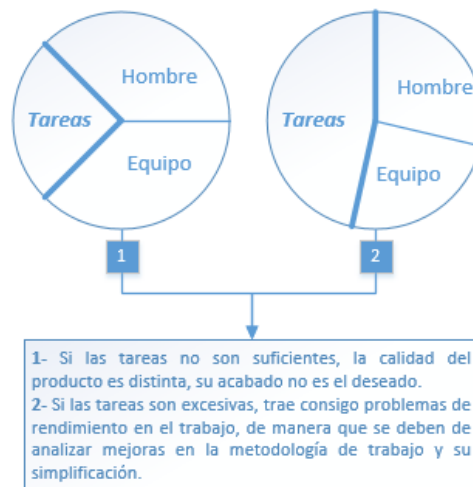 Hombre
Tareas
Equipo
Hombre
Tareas
Equipo
1
2
1- Si las tareas no son suficientes, la calidad del
producto es distinta, su acabado no es el deseado.
2- Si las tareas son excesivas, trae consigo problemas de
rendimiento en el trabajo, de manera que se deben de
analizar mejoras en la metodología de trabajo y su
simplificación.